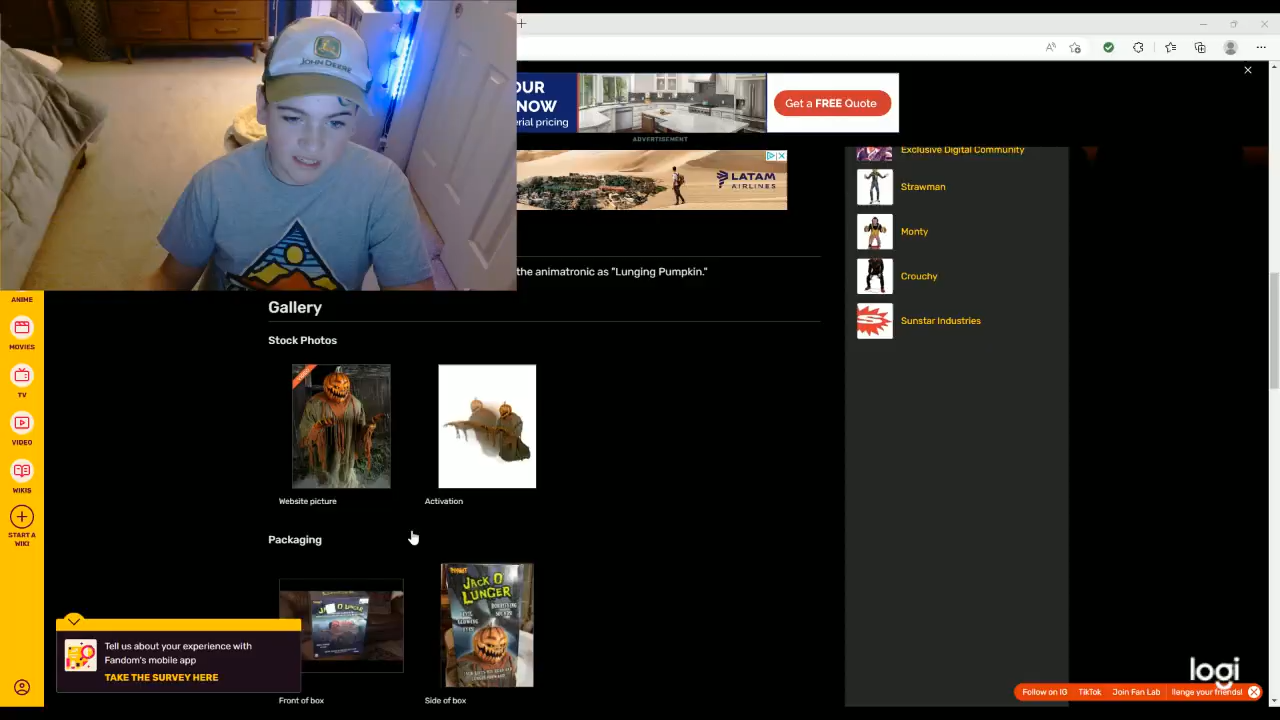 JOHN DEERE
OUR
NOW
erial pricing
Get a FREE Quote
ADVERTISEMENT
LATAM
AIRLINES
Exclusive Digital Community
Strawman
Monty
Crouchy
Sunstar Industries
the animatronic as "Lunging Pumpkin."
Gallery
Stock Photos
Website picture
Activation
Packaging
JACK O'
LUNGER
Front of box
Side of box
ANIME
MOVIES
TV
VIDEO
WIKIS
START A
WIKI
Tell us about your experience with
Fandom's mobile app
TAKE THE SURVEY HERE
logi
Follow on IG
TikTok
Join Fan Lab
llenge your friends!